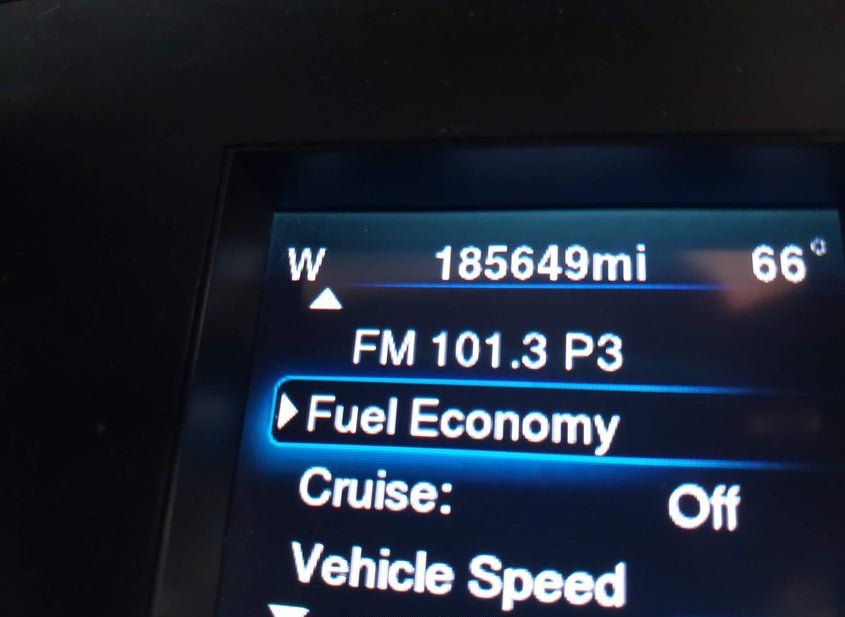 W 185649mi 66°
FM 101.3 P3
Fuel Economy
Cruise: Off
Vehicle Speed